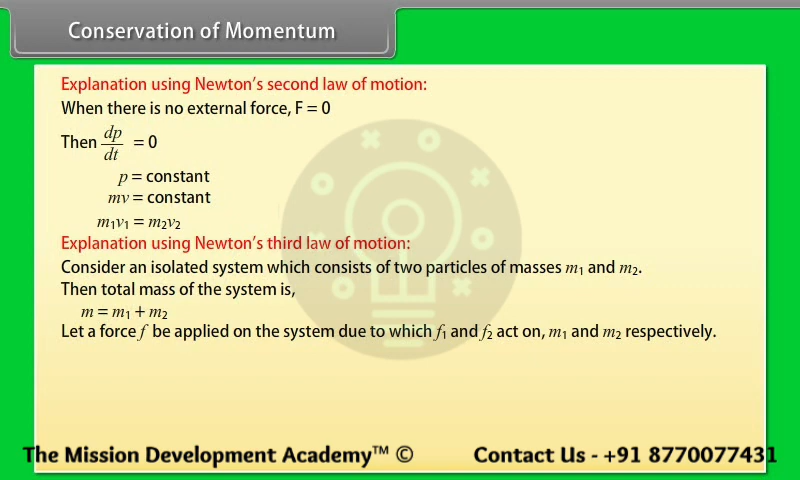 Conservation of Momentum
Explanation using Newton's second law of motion:
When there is no external force, F = 0
Then dp/dt = 0
p = constant
mv = constant
m₁v₁ = m₂v₂
Explanation using Newton's third law of motion:
Consider an isolated system which consists of two particles of masses m₁ and m₂.
Then total mass of the system is,
m = m₁ + m₂
Let a force f be applied on the system due to which f₁ and f₂ act on, m₁ and m₂ respectively.
The Mission Development Academy™ © Contact Us - +91 8770077431